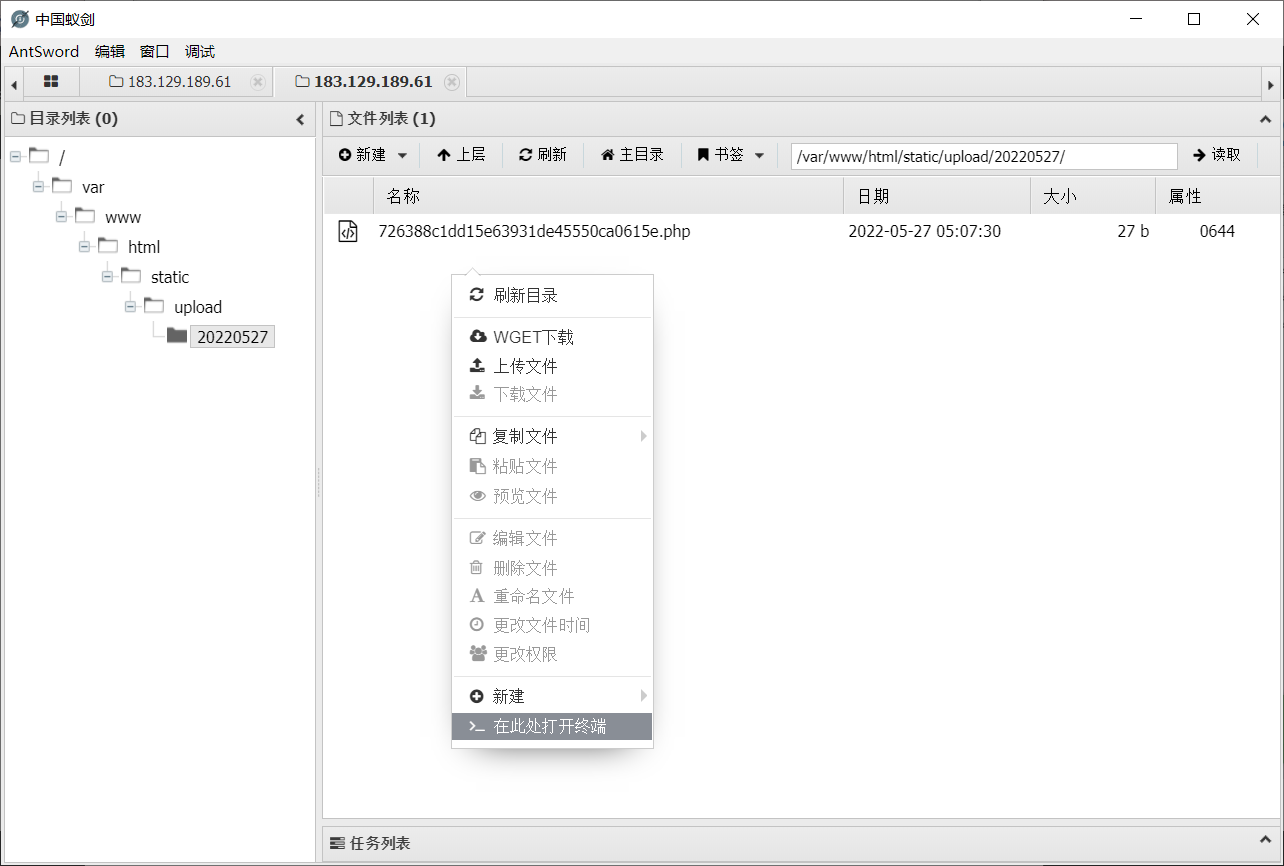 中国蚁剑
AntSword 编辑 窗口 调试
183.129.189.61 183.129.189.61
目录列表 (0)
文件列表 (1)
新建 上层 刷新 主目录 书签 /var/www/html/static/upload/20220527/ 读取
/
var
www
html
static
upload
20220527
名称 日期 大小 属性
726388c1dd15e63931de45550ca0615e.php 2022-05-27 05:07:30 27 b 0644
刷新目录
WGET下载
上传文件
下载文件
复制文件
粘贴文件
预览文件
编辑文件
删除文件
重命名文件
更改文件时间
更改权限
新建
在此处打开终端
任务列表